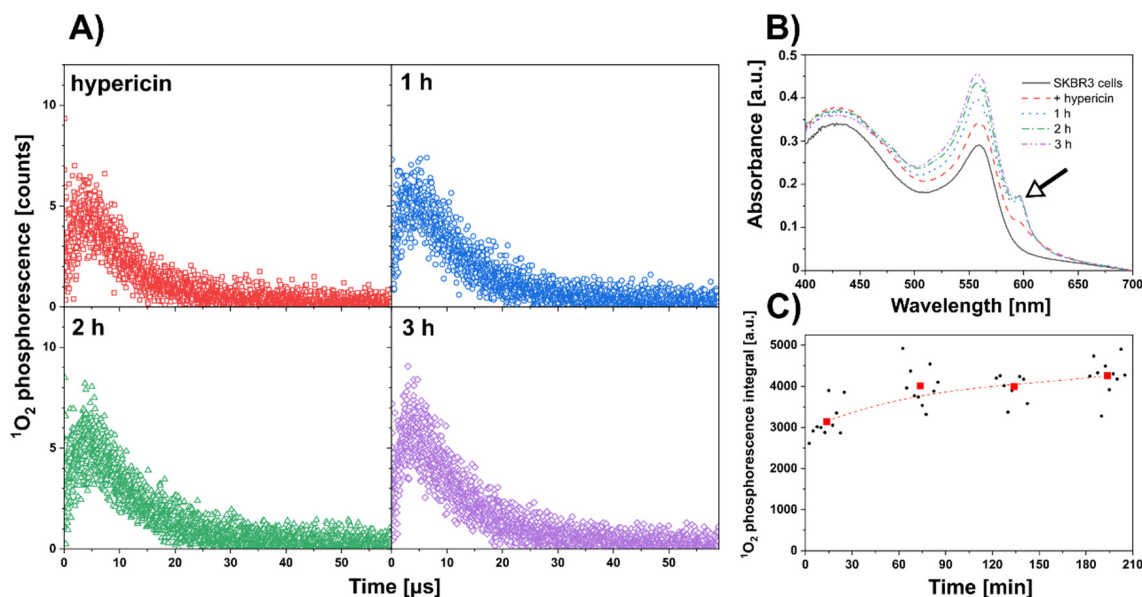 A)
hypericin
1 h
2 h
3 h
10
5
0
10
5
0
0 10 20 30 40 50
0 10 20 30 40 50
¹O₂ phosphorescence [counts]
Time [µs]
B)
SKBR3 cells
+ hypericin
1 h
2 h
3 h
0.5
0.4
0.3
0.2
0.1
0
400 450 500 550 600 650 700
Absorbance [a.u.]
Wavelength [nm]
C)
5000
4000
3000
2000
1000
0
0 30 60 90 120 150 180 210
¹O₂ phosphorescence integral [a.u.]
Time [min]